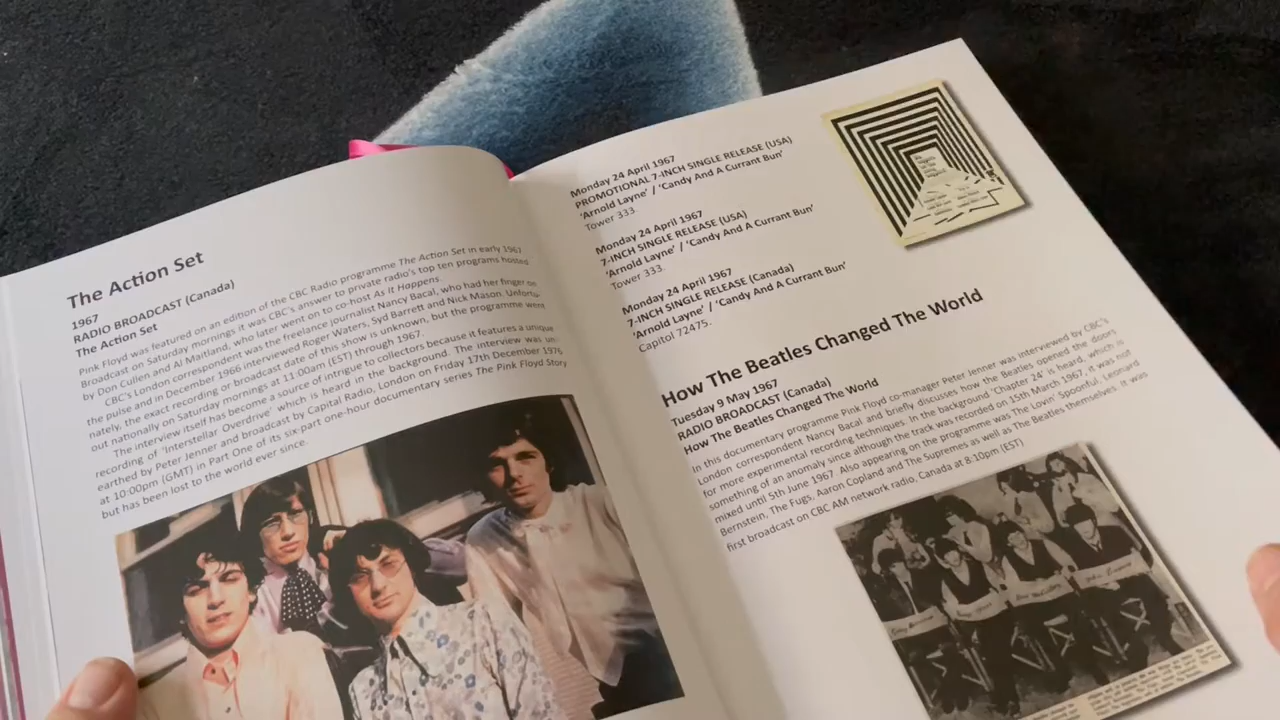 The Action Set
1967
RADIO BROADCAST (Canada)
The Action Set
Pink Floyd was featured on an edition of the CBC Radio programme The Action Set in early 1967.
Broadcast on Saturday mornings it was CBC's answer to private radio's top ten programs hosted
by Don Cullen and Al Maitland, who later went on to co-host As It Happens.
CBC's London correspondent was the freelance journalist Nancy Bacal, who had her finger on
the pulse and in December 1966 interviewed Roger Waters, Syd Barrett and Nick Mason. Unfortu-
nately, the exact recording or broadcast date of this show is unknown, but the programme went
out nationally on Saturday mornings at 11:00am (EST) through 1967.
The interview itself has become a source of intrigue to collectors because it features a unique
recording of 'Interstellar Overdrive' which is heard in the background. The interview was un-
earthed by Peter Jenner and broadcast by Capital Radio, London on Friday 17th December 1976
at 10:00pm (GMT) in Part One of its six-part one-hour documentary series The Pink Floyd Story
but has been lost to the world ever since.
Monday 24 April 1967
PROMOTIONAL 7-INCH SINGLE RELEASE (USA)
'Arnold Layne' / 'Candy And A Currant Bun'
Tower 333.
Monday 24 April 1967
7-INCH SINGLE RELEASE (USA)
'Arnold Layne' / 'Candy And A Currant Bun'
Tower 333.
Monday 24 April 1967
7-INCH SINGLE RELEASE (Canada)
'Arnold Layne' / 'Candy And A Currant Bun'
Capitol 72475.
How The Beatles Changed The World
Tuesday 9 May 1967
RADIO BROADCAST (Canada)
How The Beatles Changed The World
In this documentary programme Pink Floyd co-manager Peter Jenner was interviewed by CBC's
London correspondent Nancy Bacal and briefly discusses how the Beatles opened the doors
for more experimental recording techniques. In the background 'Chapter 24' is heard, which is
something of an anomaly since although the track was recorded on 15th March 1967, it was not
mixed until 5th June 1967. Also appearing on the programme was The Lovin' Spoonful, Leonard
Bernstein, The Fugs, Aaron Copland and The Supremes as well as The Beatles themselves. It was
first broadcast on CBC AM network radio, Canada at 8:10pm (EST)